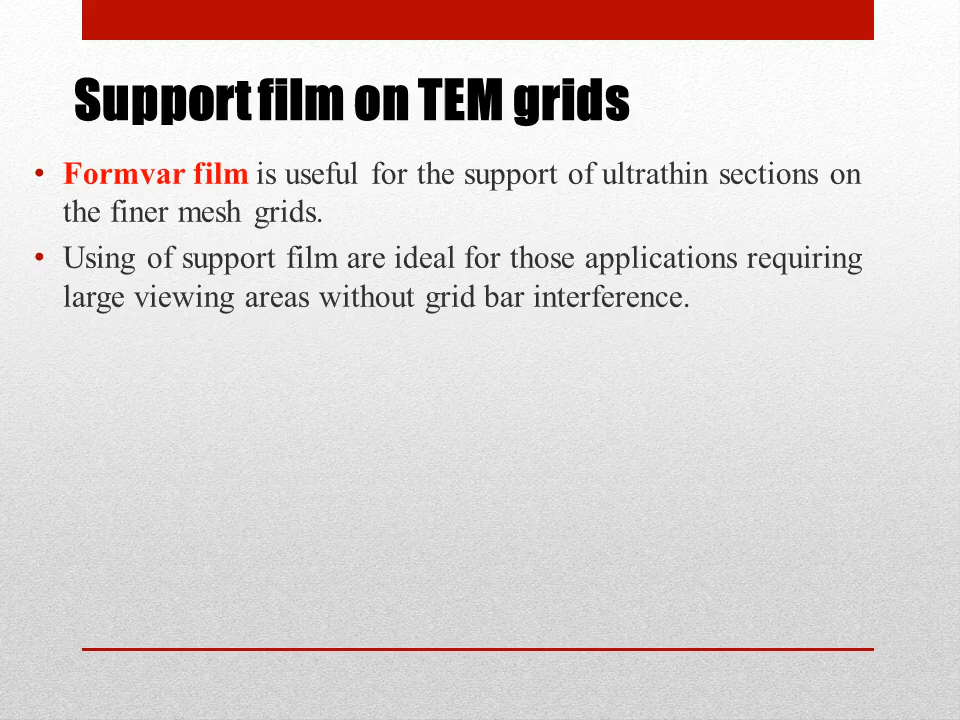 Support film on TEM grids
• Formvar film is useful for the support of ultrathin sections on
the finer mesh grids.
• Using of support film are ideal for those applications requiring
large viewing areas without grid bar interference.